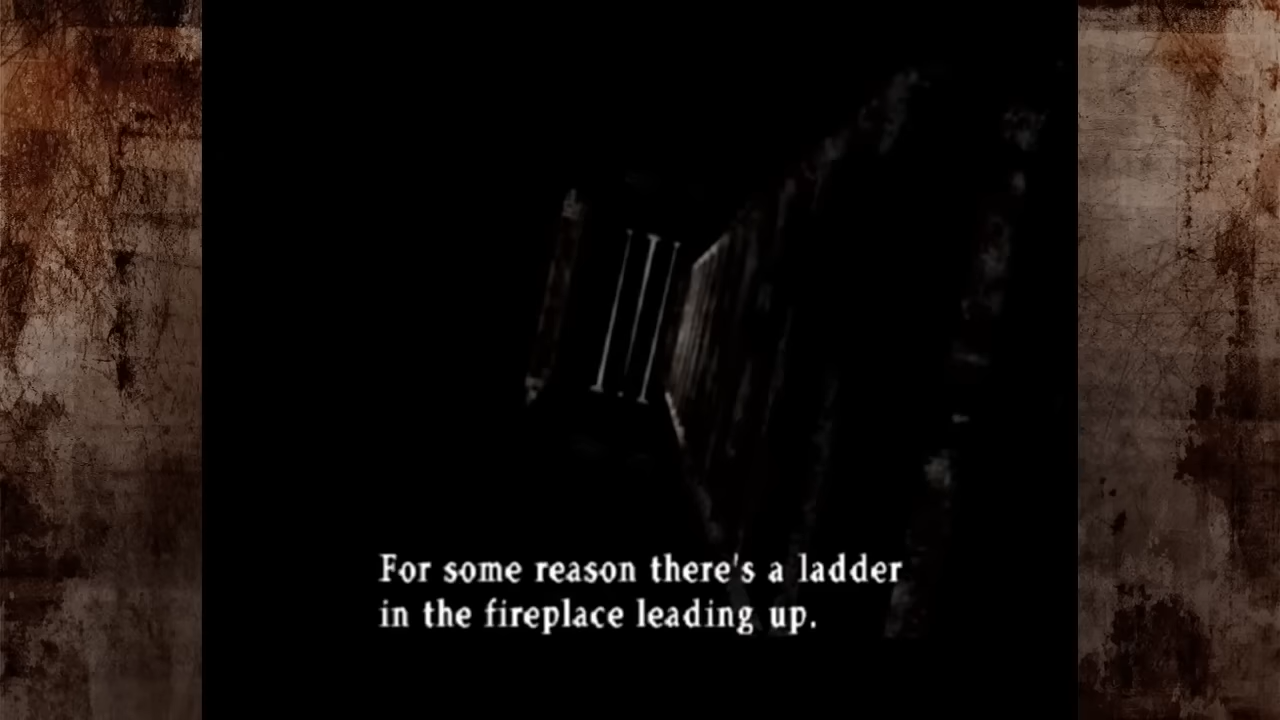 For some reason there's a ladder
in the fireplace leading up.